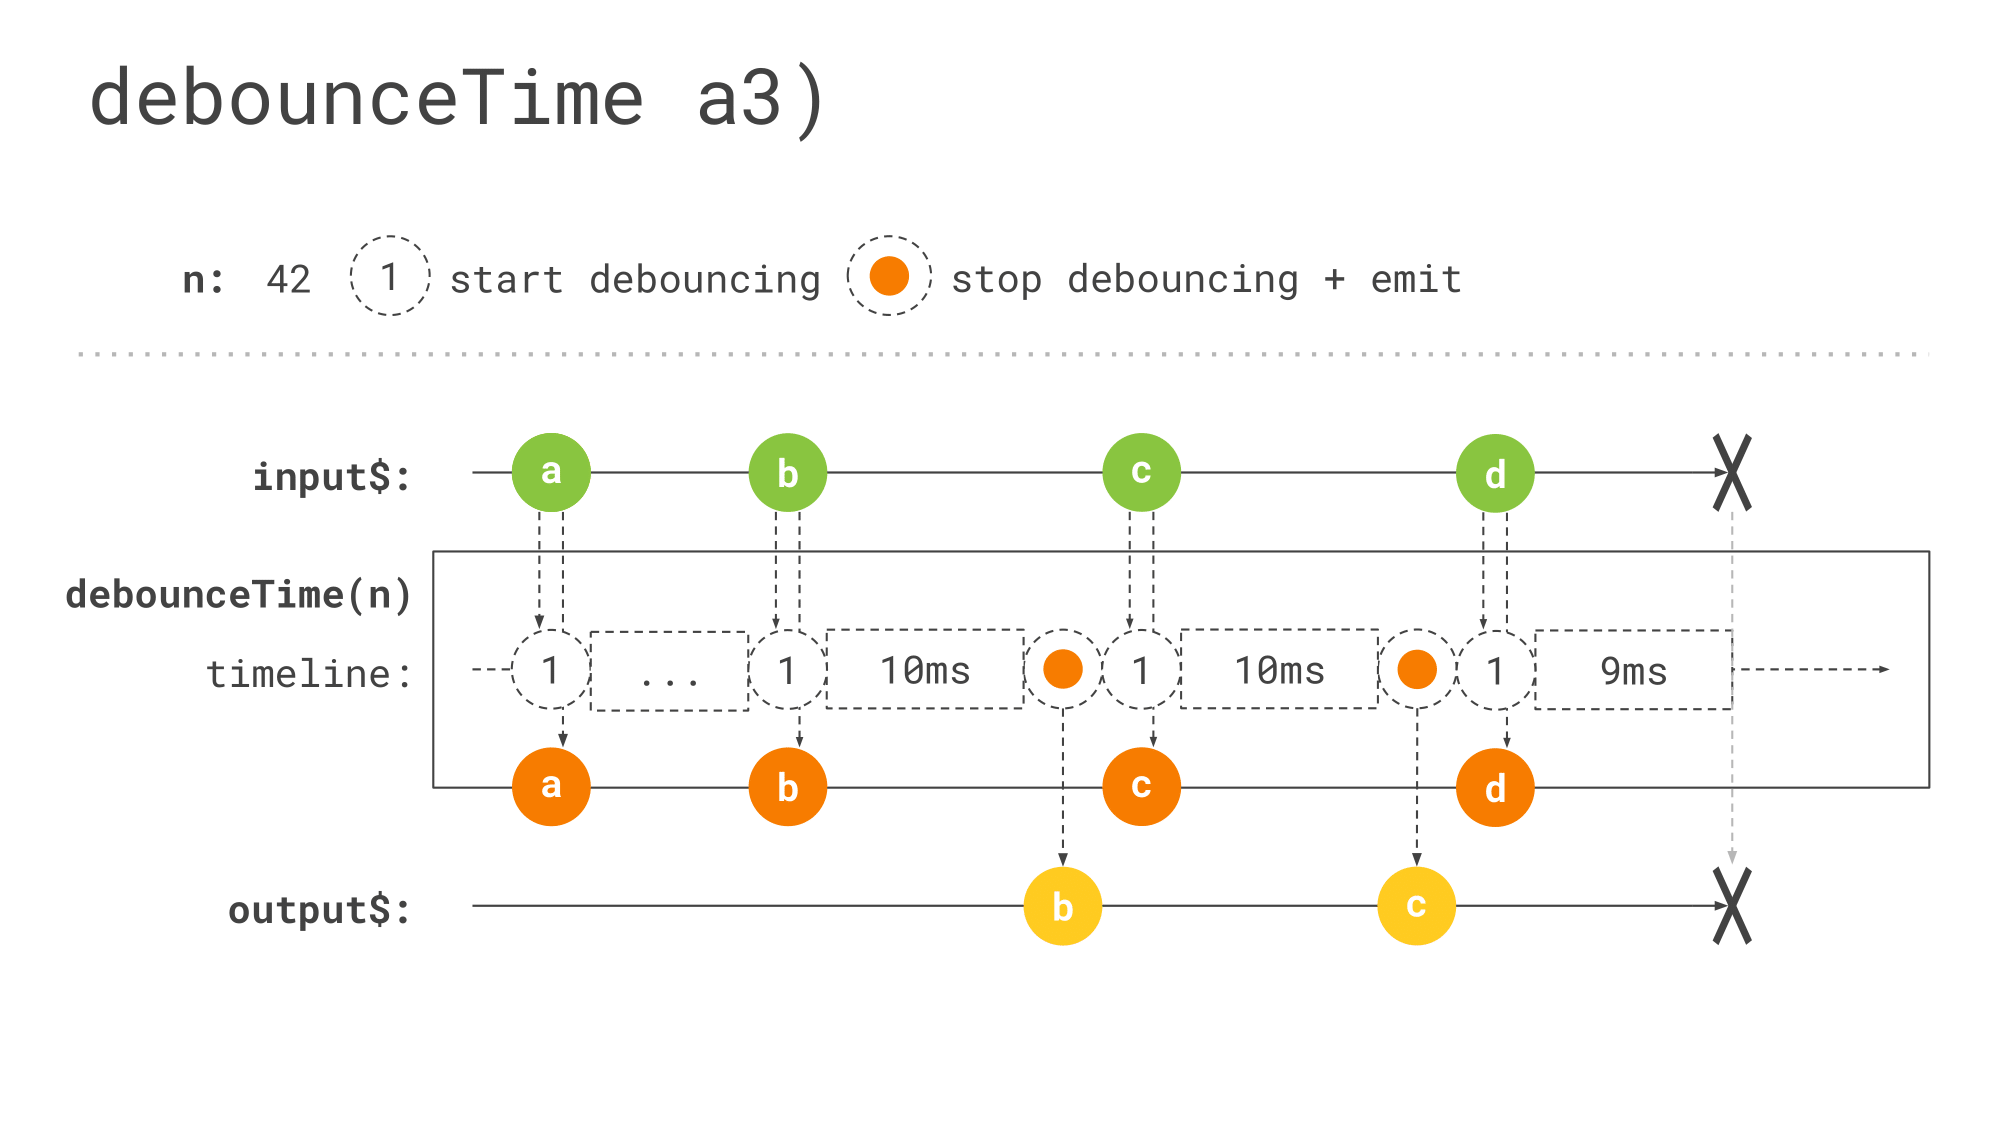 debounceTime a3)
n: 42 1 start debouncing stop debouncing + emit
input$: a b c d X
debounceTime(n)
timeline: 1 ... 1 10ms 1 10ms 1 9ms
a b c d
output$: b c X